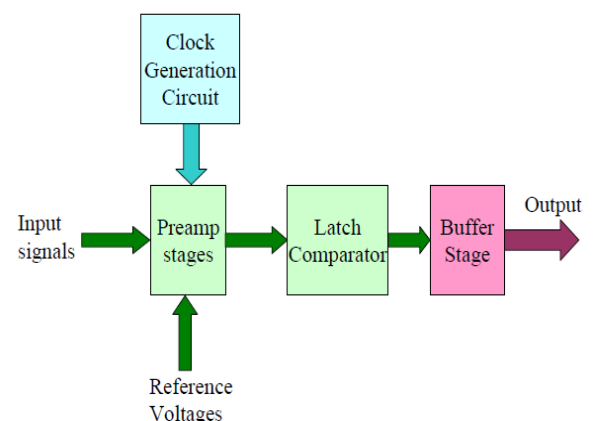 Clock
Generation
Circuit
Input
signals
Preamp
stages
Latch
Comparator
Buffer
Stage
Output
Reference
Voltages